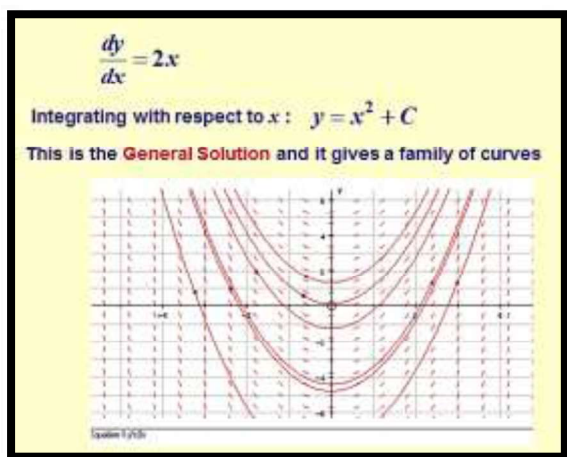 dy/dx = 2x
Integrating with respect to x : y = x² + C
This is the General Solution and it gives a family of curves